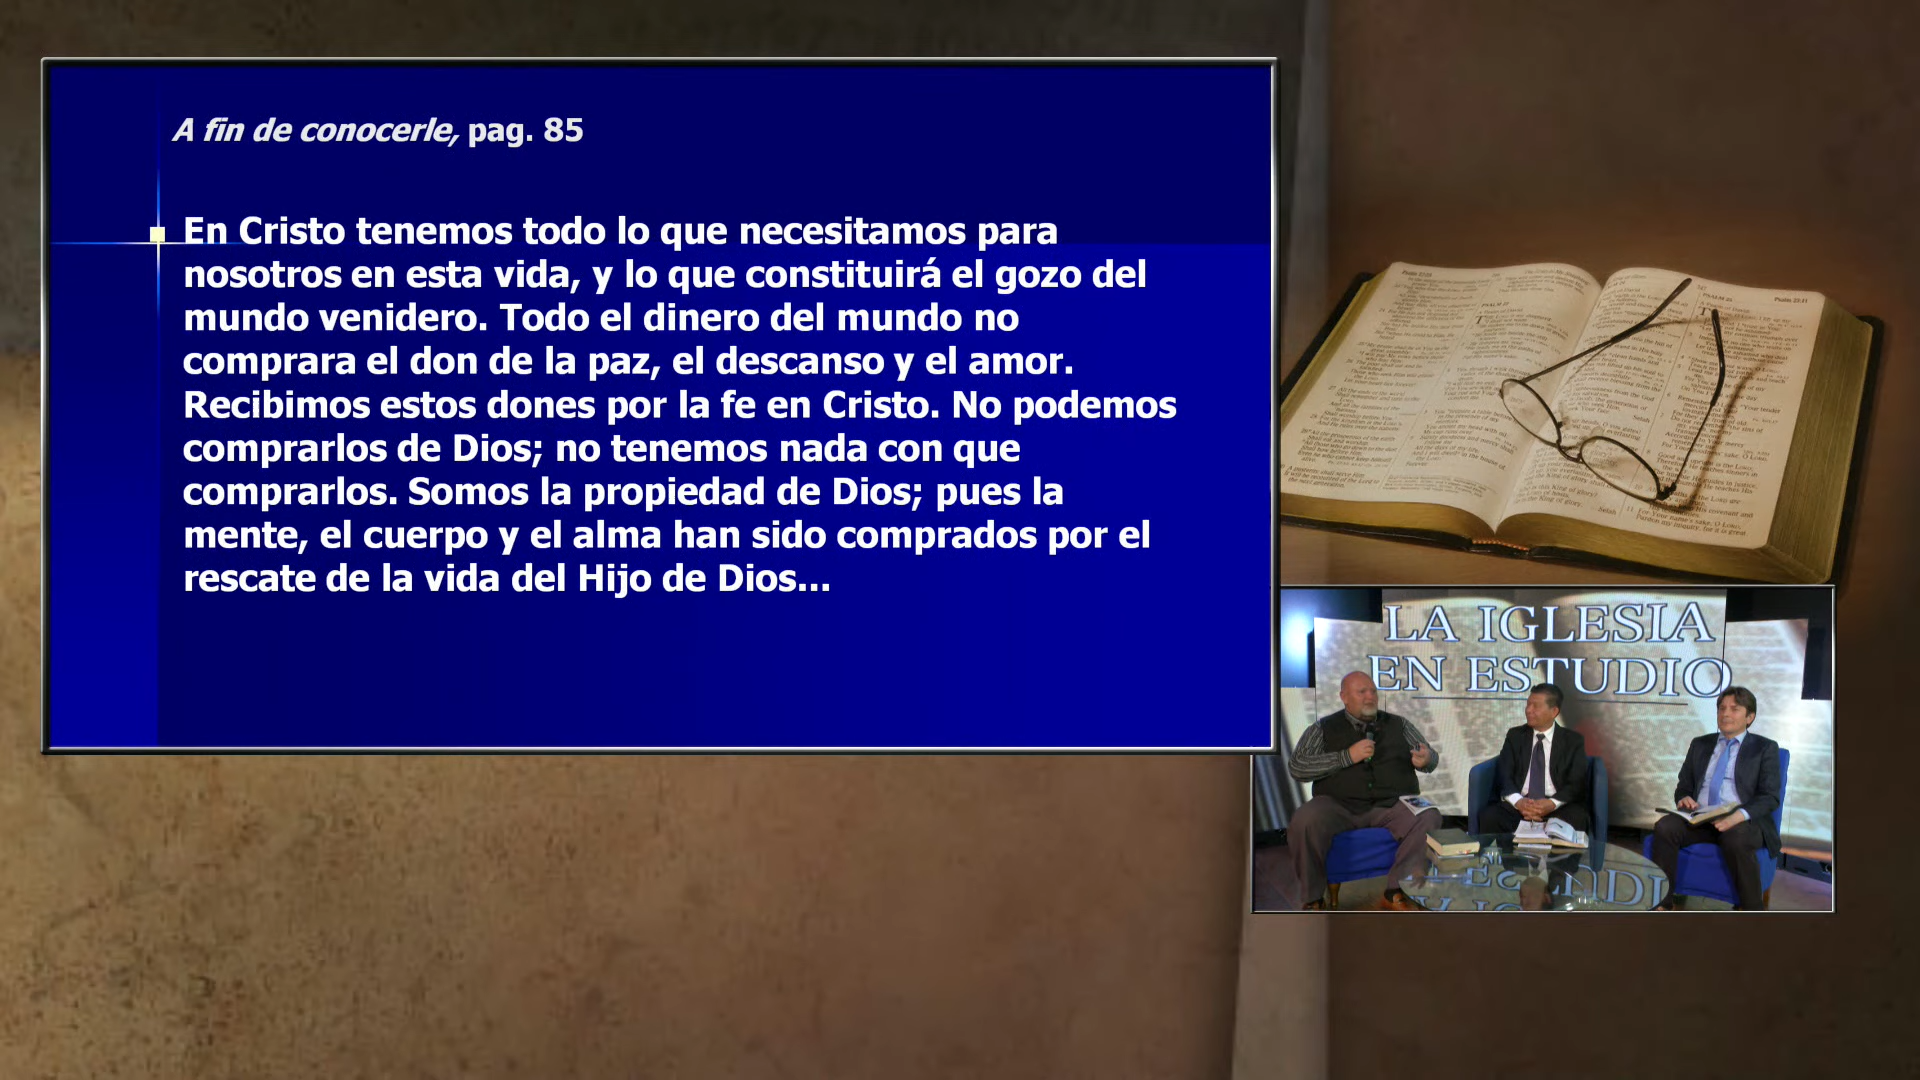 A fin de conocerle, pag. 85
En Cristo tenemos todo lo que necesitamos para
nosotros en esta vida, y lo que constituirá el gozo del
mundo venidero. Todo el dinero del mundo no
comprara el don de la paz, el descanso y el amor.
Recibimos estos dones por la fe en Cristo. No podemos
comprarlos de Dios; no tenemos nada con que
comprarlos. Somos la propiedad de Dios; pues la
mente, el cuerpo y el alma han sido comprados por el
rescate de la vida del Hijo de Dios...
LA IGLESIA
EN ESTUDIO